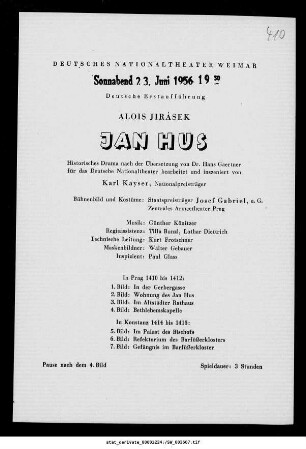 410
DEUTSCHES NATIONALTHEATER WEIMAR
Sonnabend 23. Juni 1956 19 30
Deutsche Erstaufführung
ALOIS JIRÁSEK
JAN HUS
Historisches Drama nach der Übersetzung von Dr. Hans Gaertner
für das Deutsche Nationaltheater bearbeitet und inszeniert von
Karl Kayser, Nationalpreisträger
Bühnenbild und Kostüme: Staatspreisträger Josef Gabriel, a. G.
Zentrales Armeetheater Prag
Musik: Günther
Regieassistenz: Lothar Dietrich
Technische Leitung: Kurt Frotscher
Maskenbildner: Walter Gebauer
Inspizient: Paul Glass
In Prag 1410 bis 1412:
1. Bild: In der Gerbergasse
2. Bild: Wohnung des Jan Hus
3. Bild: Im Altstädter Rathaus
4. Bild: Bethlehemskapelle
In Konstanz 1414 bis 1415:
5. Bild: Im Palast des Bischofs
6. Bild: Refektorium des Barfüßerklosters
7. Bild: Gefängnis im Barfüßerkloster
Pause nach dem 4. Bild
Spieldauer: 3 Stunden